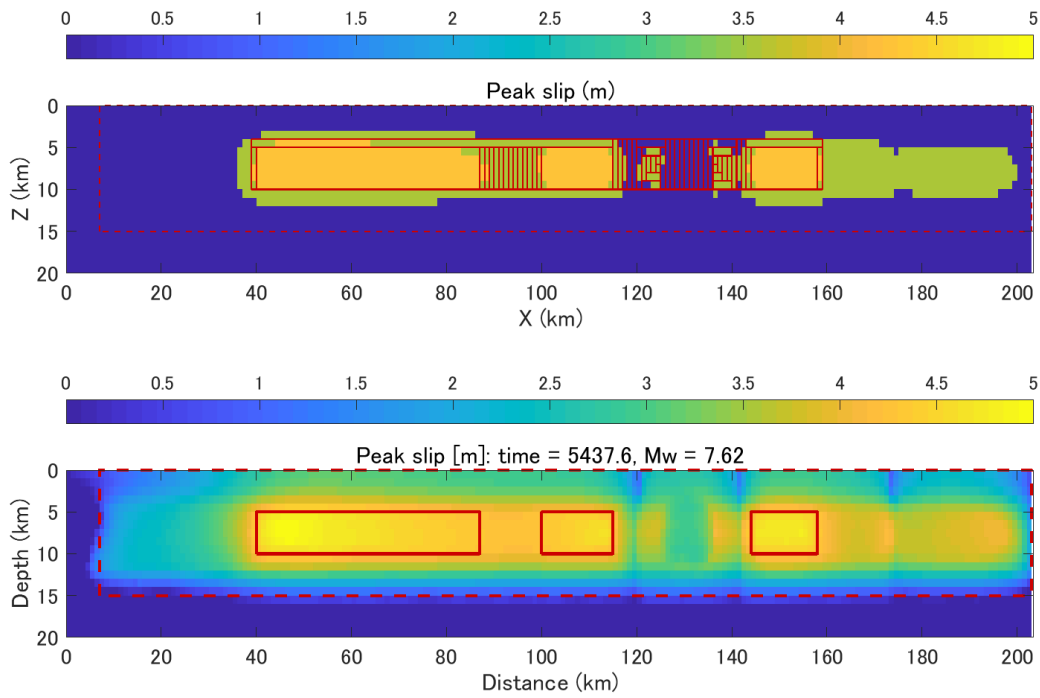 0 0.5 1 1.5 2 2.5 3 3.5 4 4.5 5
Peak slip (m)
0
5
10
15
20
Z (km)
0 20 40 60 80 100 120 140 160 180 200
X (km)
0 0.5 1 1.5 2 2.5 3 3.5 4 4.5 5
Peak slip [m]: time = 5437.6, Mw = 7.62
0
5
10
15
20
Depth (km)
0 20 40 60 80 100 120 140 160 180 200
Distance (km)